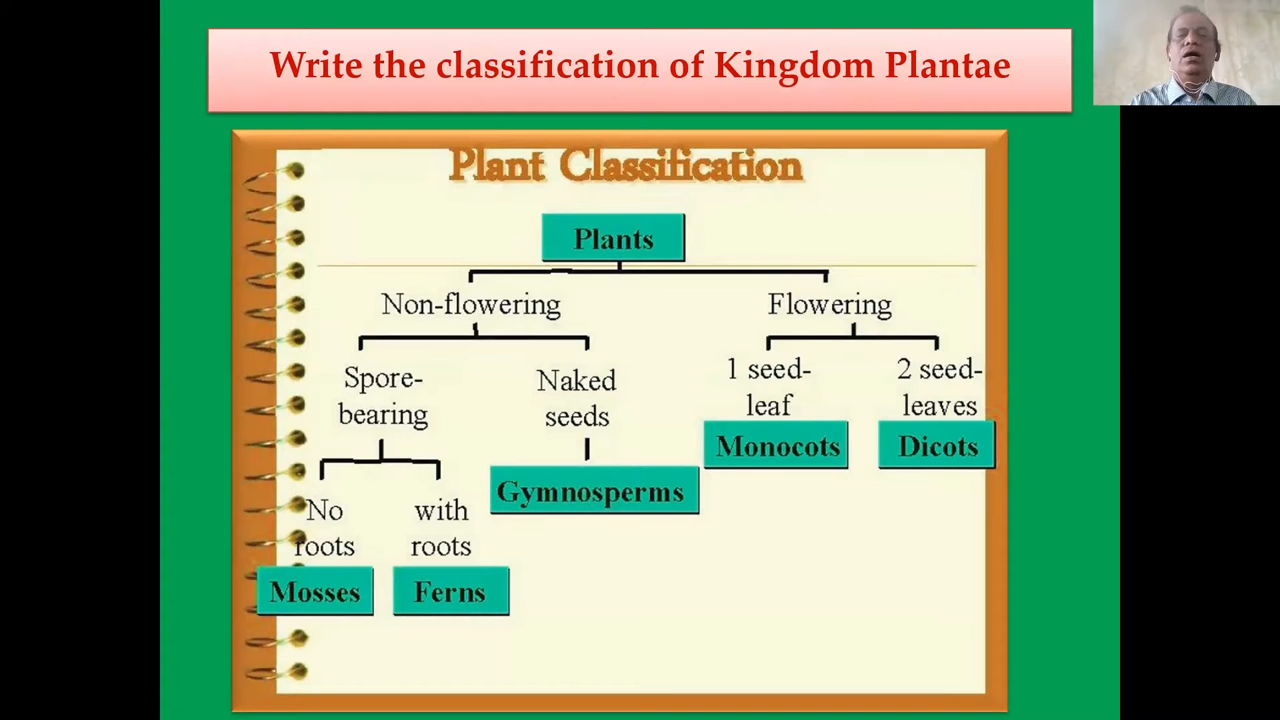 Write the classification of Kingdom Plantae
Plant Classification
Plants
Non-flowering
Flowering
Spore-
bearing
Naked
seeds
1 seed-
leaf
2 seed-
leaves
Monocots
Dicots
Gymnosperms
No
roots
with
roots
Mosses
Ferns